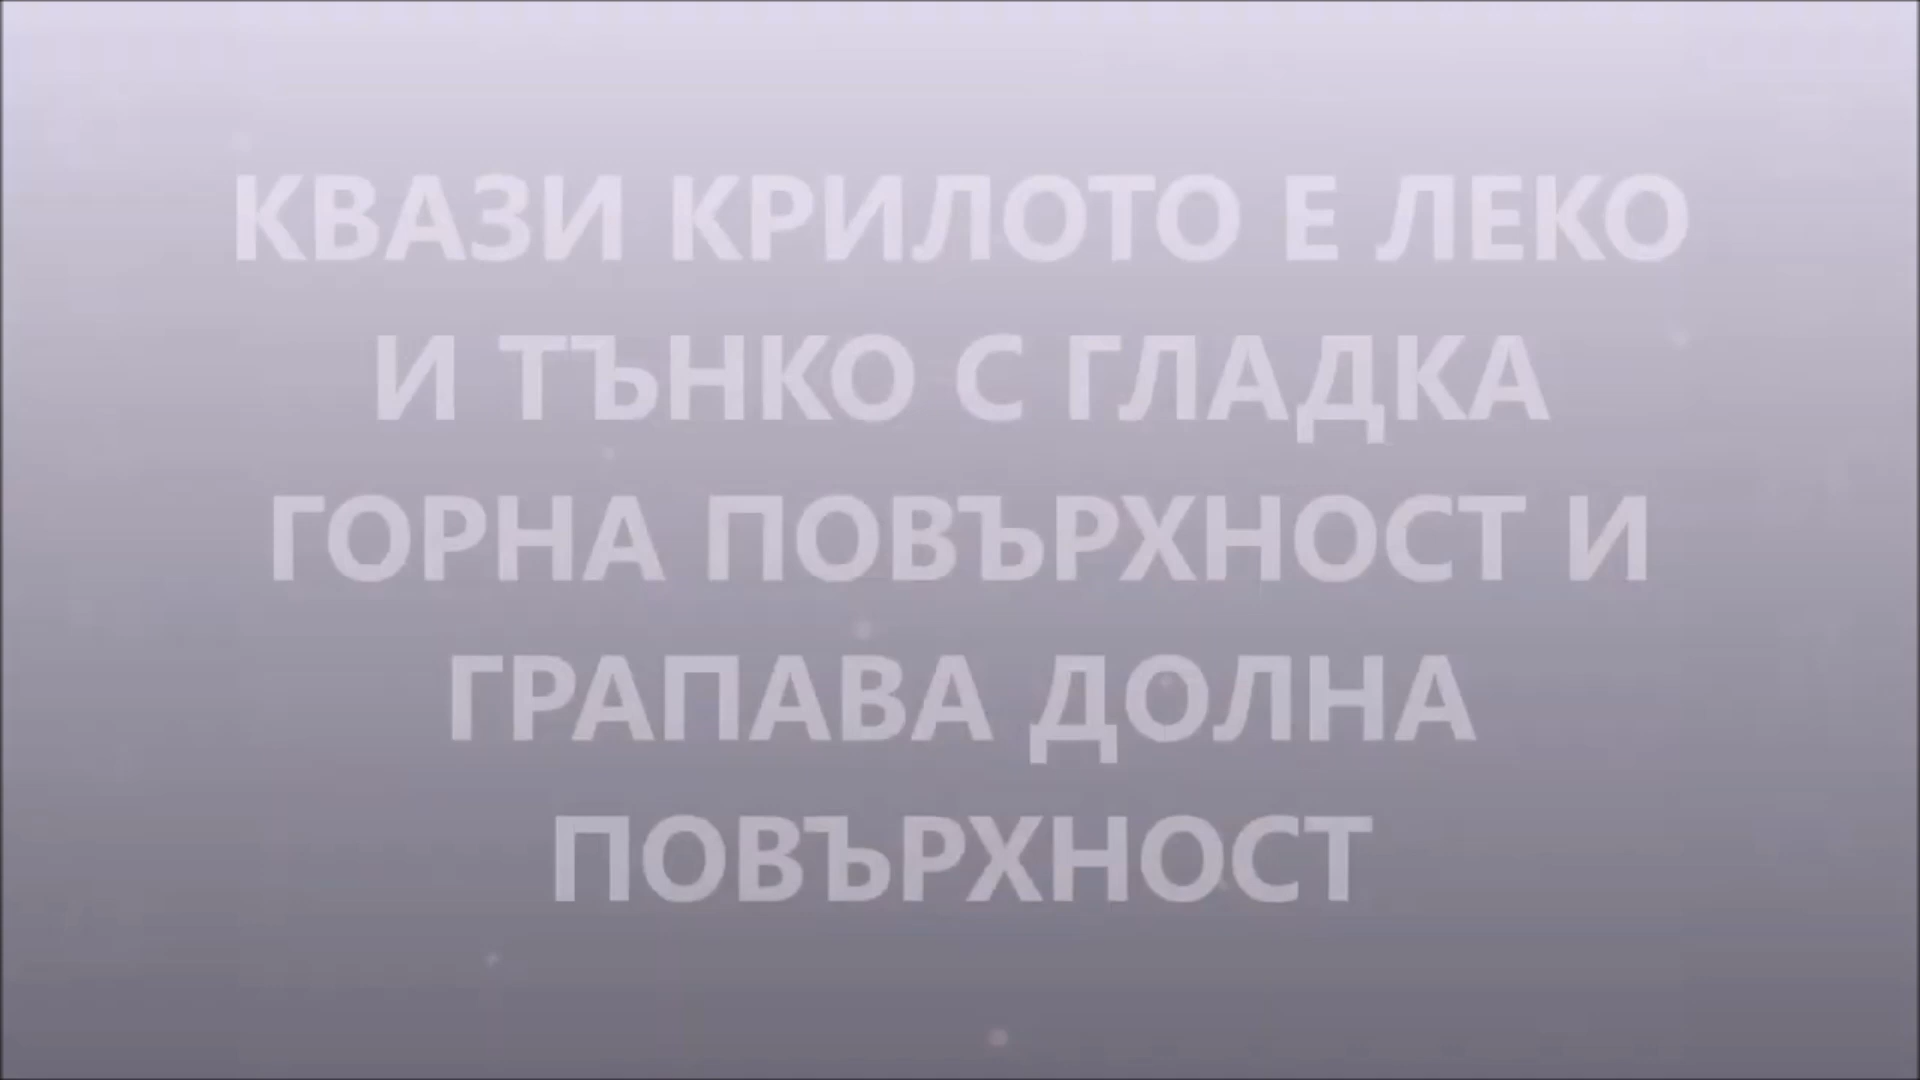 КВАЗИ КРИЛОТО Е ЛЕКО
И ТЪНКО С ГЛАДКА
ГОРНА ПОВЪРХНОСТ И
ГРАПАВА ДОЛНА
ПОВЪРХНОСТ